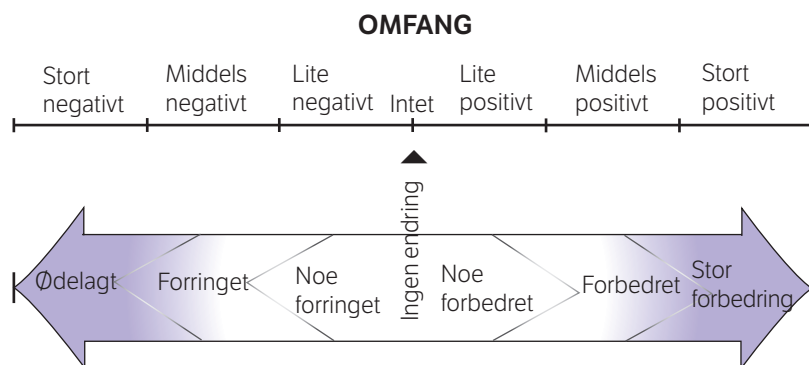 OMFANG
Stort
negativt
Middels
negativt
Lite
negativt
Intet
Lite
positivt
Middels
positivt
Stort
positivt
Ingen endring
Ødelagt
Forringet
Noe
forringet
Noe
forbedret
Forbedret
Stor
forbedring